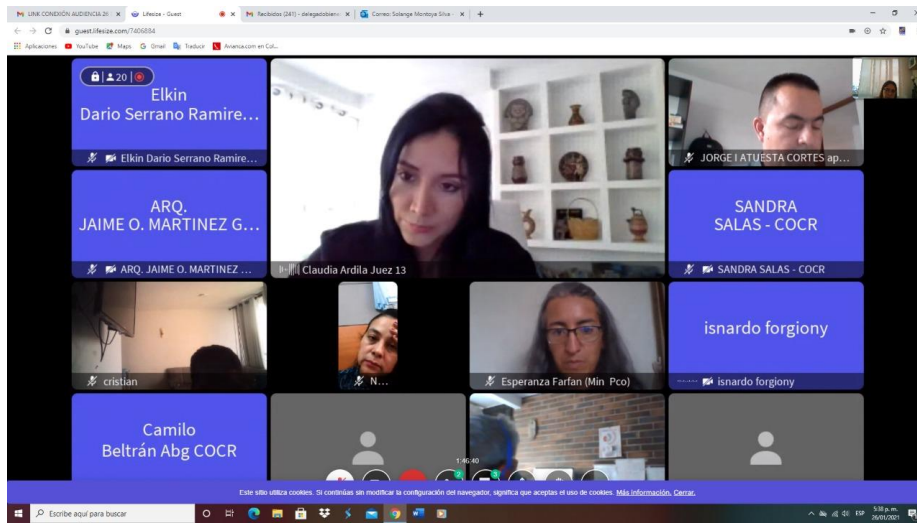 LINK CONEXIÓN AUDIENCIA 2
Lifesize - Guest
Recibidos (241) - delegadobien
Correo: Solange Montoya Silva -
guest.lifesize.com/7406884
Aplicaciones
YouTube
Maps
Gmail
Traducir
Avianca.com en Col...
20
Elkin
Dario Serrano Ramire...
Elkin Dario Serrano Ramire...
Claudia Ardila Juez 13
JORGE I ATUESTA CORTES ap...
ARQ.
JAIME O. MARTINEZ G...
ARQ. JAIME O. MARTINEZ ...
SANDRA
SALAS - COCR
SANDRA SALAS - COCR
cristian
N...
Esperanza Farfan (Min Pco)
isnardo forgiony
isnardo forgiony
Camilo
Beltrán Abg COCR
1:46:40
2
3
Este sitio utiliza cookies. Si continúas sin modificar la configuración del navegador, significa que aceptas el uso de cookies. Más información. Cerrar.
Escribe aquí para buscar
ESP
5:38 p. m.
26/01/2021